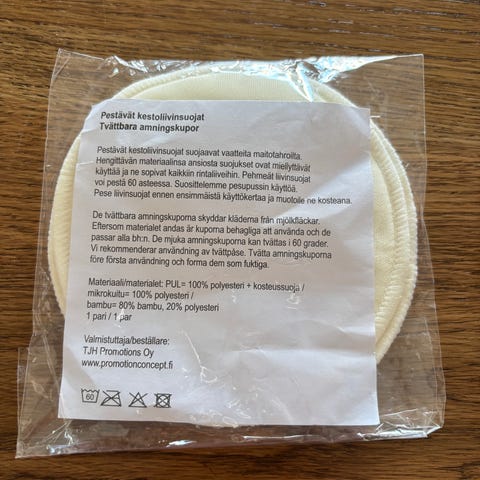 Pestävät kestoliivinsuojat
Tvättbara amningskupor
Pestävät kestoliivinsuojat suojaavat vaatteita maitotahroilta.
Hengittävän materiaalinsa ansiosta suojukset ovat miellyttävät
käyttää ja ne sopivat kaikkiin rintaliiveihin. Pehmeät liivinsuojat
voi pestä 60 asteessa. Suosittelemme pesupussin käyttöä.
Pese liivinsuojat ennen ensimmäistä käyttökertaa ja muotoile ne kosteana.
De tvättbara amningskuporna skyddar kläderna från mjölkfläckar.
Eftersom materialet andas är kuporna behagliga att använda och de
passar alla bh:n. De mjuka amningskuporna kan tvättas i 60 grader.
Vi rekommenderar användning av tvättpåse. Tvätta amningskuporna
före första användning och forma dem som fuktiga.
Materiaali/materialet: PUL= 100% polyesteri + kosteussuoja /
mikrokuitu= 100% polyesteri /
bambu= 80% bambu, 20% polyesteri
1 pari / 1 par
Valmistuttaja/beställare:
TJH Promotions Oy
www.promotionconcept.fi
60